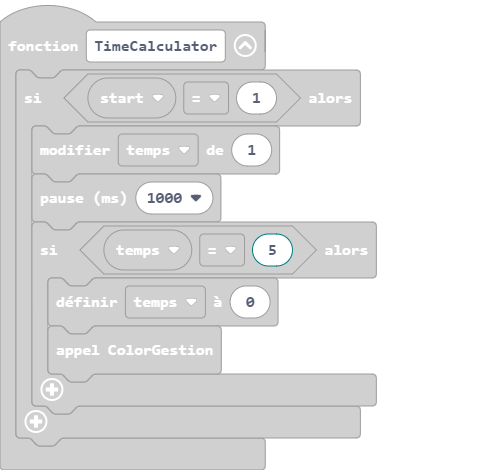 fonction TimeCalculator
si start = 1 alors
modifier temps de 1
pause (ms) 1000
si temps = 5 alors
définir temps à 0
appel ColorGestion